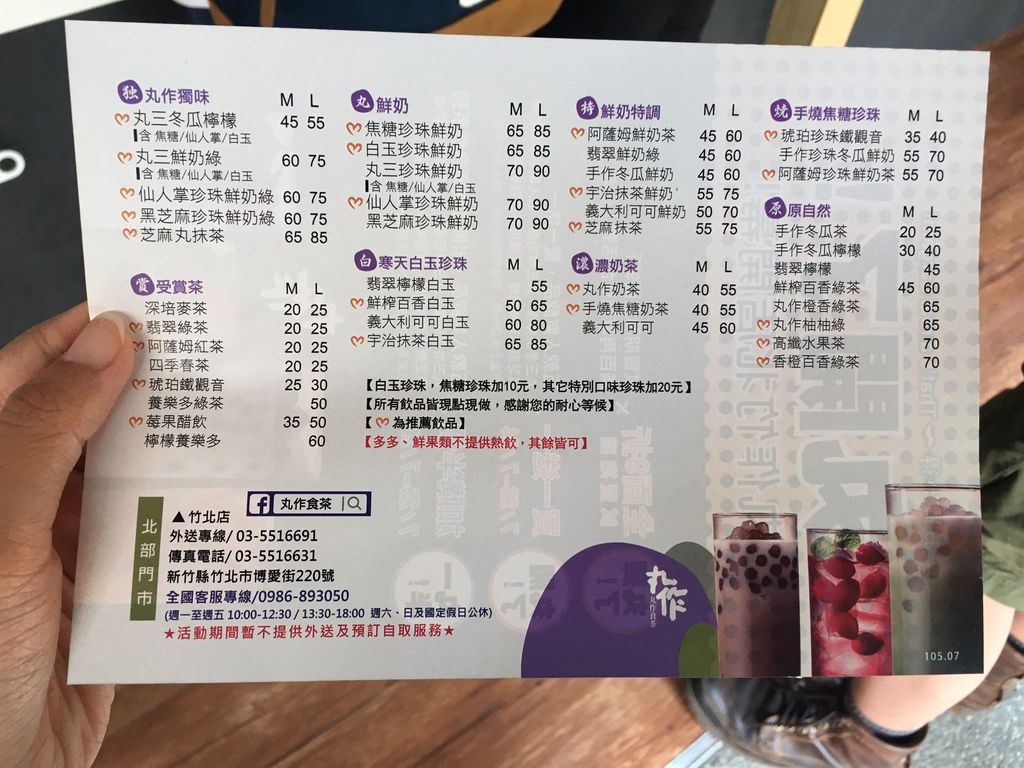 独 丸作獨味 M L
丸三冬瓜檸檬 45 55
含 焦糖/仙人掌/白玉
丸三鮮奶綠 60 75
含 焦糖/仙人掌/白玉
仙人掌珍珠鮮奶綠 60 75
黑芝麻珍珠鮮奶綠 60 75
芝麻丸抹茶 65 85
賞 受賞茶 M L
深培麥茶 20 25
翡翠綠茶 20 25
阿薩姆紅茶 20 25
四季春茶 20 25
琥珀鐵觀音 25 30
養樂多綠茶 50
莓果醋飲 35 50
檸檬養樂多 60
丸 鮮奶 M L
焦糖珍珠鮮奶 65 85
白玉珍珠鮮奶 65 85
丸三珍珠鮮奶 70 90
含 焦糖/仙人掌/白玉
仙人掌珍珠鮮奶 70 90
黑芝麻珍珠鮮奶 70 90
白 寒天白玉珍珠 M L
翡翠檸檬白玉 55
鮮榨百香白玉 50 65
義大利可可白玉 60 80
宇治抹茶白玉 65 85
特 鮮奶特調 M L
阿薩姆鮮奶茶 45 60
翡翠鮮奶綠 45 60
手作冬瓜鮮奶 45 60
宇治抹茶鮮奶 55 75
義大利可可鮮奶 50 70
芝麻抹茶 55 75
濃 濃奶茶 M L
丸作奶茶 40 55
手燒焦糖奶茶 40 55
義大利可可 45 60
燒 手燒焦糖珍珠 M L
琥珀珍珠鐵觀音 35 40
手作珍珠冬瓜鮮奶 55 70
阿薩姆珍珠鮮奶茶 55 70
原 原自然 M L
手作冬瓜茶 20 25
手作冬瓜檸檬 30 40
翡翠檸檬 45
鮮榨百香綠茶 45 60
丸作橙香綠茶 65
丸作柚柚綠 65
高纖水果茶 70
香橙百香綠茶 70
【白玉珍珠，焦糖珍珠加10元，其它特別口味珍珠加20元】
【所有飲品皆現點現做，感謝您的耐心等候】
【 為推薦飲品】
【多多、鮮果類不提供熱飲，其餘皆可】
北部門市
f 丸作食茶
▲竹北店
外送專線/ 03-5516691
傳真電話/ 03-5516631
新竹縣竹北市博愛街220號
全國客服專線/0986-893050
(週一至週五 10:00-12:30 / 13:30-18:00 週六、日及國定假日公休)
★活動期間暫不提供外送及預訂自取服務★
丸作
丸作食茶
105.07